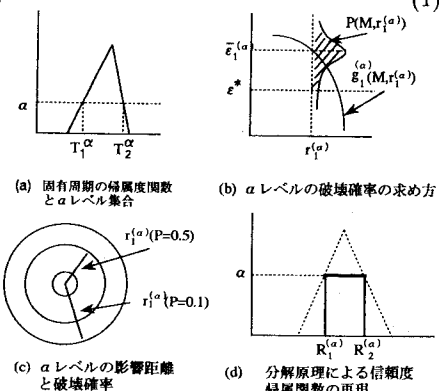 (1)
α
T₁^α
T₂^α
(a) 固有周期の帰属度関数
とαレベル集合
P(M,r₁^(α))
ε̄₁^(α
ε*
g₁^(α)(M,r₁^(α))
r₁^(α)
(b) αレベルの破壊確率の求め方
r₁^(α)(P=0.5)
r₁^(α)(P=0.1)
(c) αレベルの影響距離
と破壊確率
α
R₁^(α)
R₂^(α)
(d) 分解原理による信頼度
帰属関数の再現